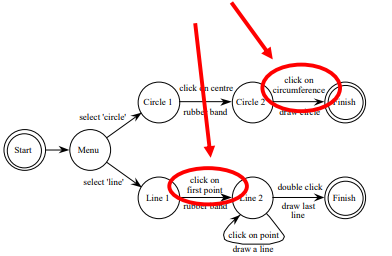 click on
circumference
click on centre
Circle 1
Circle 2
Finish
rubber band
draw circle
select 'circle'
Start
Menu
select 'line'
click on
first point
double click
Line 1
Line 2
Finish
rubber band
draw last
line
click on point
draw a line